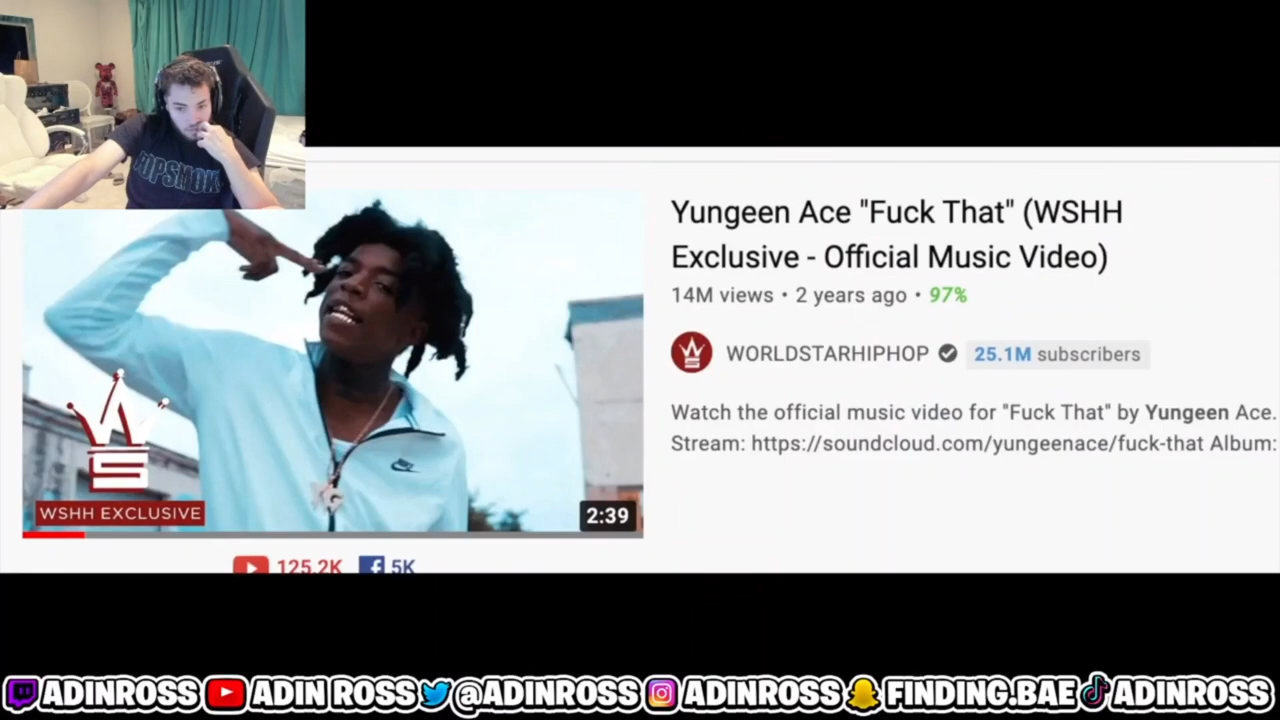 POPSMOKE
Yungeen Ace "Fuck That" (WSHH
Exclusive - Official Music Video)
14M views • 2 years ago • 97%
WORLDSTARHIPHOP
25.1M subscribers
Watch the official music video for "Fuck That" by Yungeen Ace.
Stream: https://soundcloud.com/yungeenace/fuck-that Album:
WS
WSHH EXCLUSIVE
2:39
125.2K
5K
ADINROSS ADIN ROSS @ADINROSS ADINROSS FINDING.BAE ADINROSS